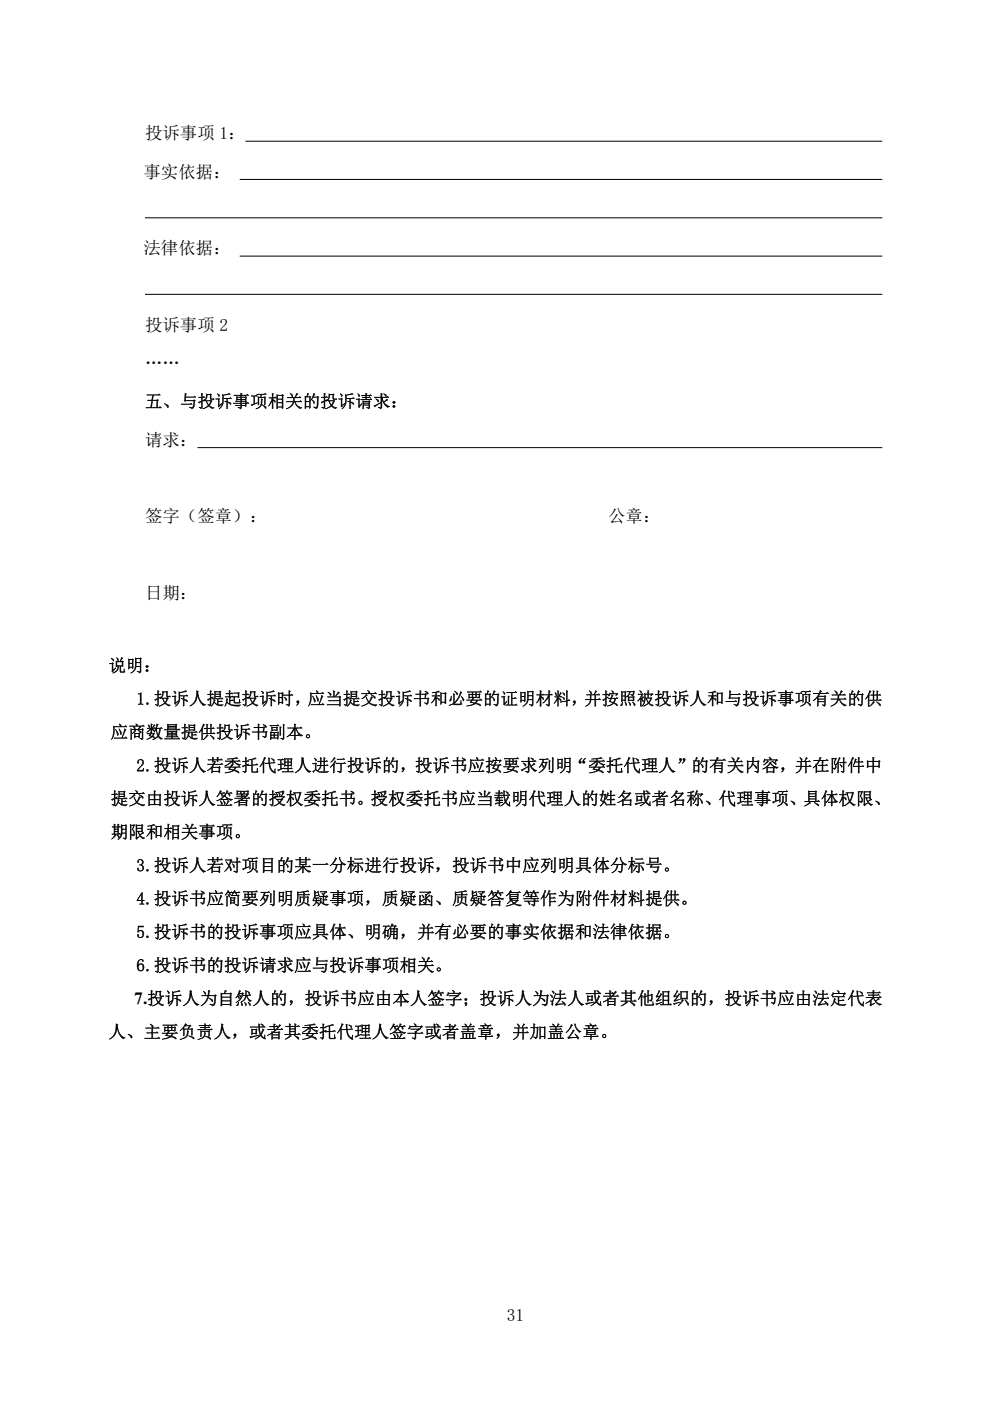 投诉事项 1：
事实依据：
法律依据：
投诉事项 2
……
五、与投诉事项相关的投诉请求：
请求：
签字（签章）： 公章：
日期：
说明：
1.投诉人提起投诉时，应当提交投诉书和必要的证明材料，并按照被投诉人和与投诉事项有关的供
应商数量提供投诉书副本。
2.投诉人若委托代理人进行投诉的，投诉书应按要求列明“委托代理人”的有关内容，并在附件中
提交由投诉人签署的授权委托书。授权委托书应当载明代理人的姓名或者名称、代理事项、具体权限、
期限和相关事项。
3.投诉人若对项目的某一分标进行投诉，投诉书中应列明具体分标号。
4.投诉书应简要列明质疑事项，质疑函、质疑答复等作为附件材料提供。
5.投诉书的投诉事项应具体、明确，并有必要的事实依据和法律依据。
6.投诉书的投诉请求应与投诉事项相关。
7.投诉人为自然人的，投诉书应由本人签字；投诉人为法人或者其他组织的，投诉书应由法定代表
人、主要负责人，或者其委托代理人签字或者盖章，并加盖公章。
31